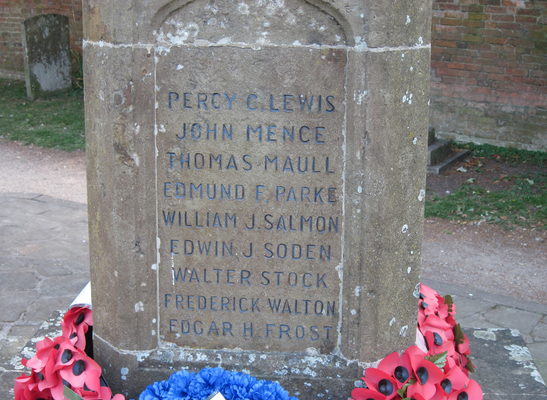 PERCY C. LEWIS
JOHN MENCE
THOMAS MAULL
EDMUND F. PARKE
WILLIAM J. SALMON
EDWIN. J. SODEN
WALTER STOCK
FREDERICK WALTON
EDGAR H. FROST